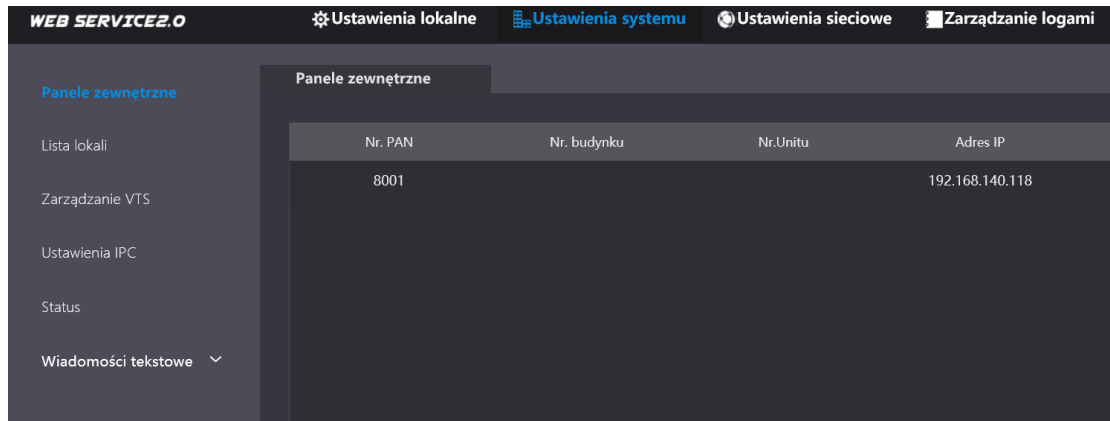 WEB SERVICE2.0 Ustawienia lokalne Ustawienia systemu Ustawienia sieciowe Zarządzanie logami
Panele zewnętrzne
Lista lokali
Zarządzanie VTS
Ustawienia IPC
Status
Wiadomości tekstowe
Panele zewnętrzne
Nr. PAN Nr. budynku Nr.Unitu Adres IP
8001 192.168.140.118